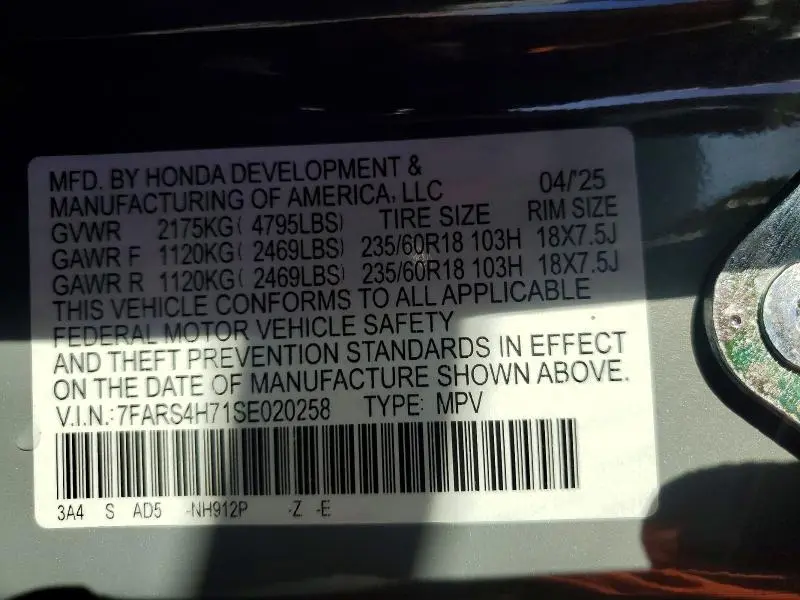 MFD. BY HONDA DEVELOPMENT &
MANUFACTURING OF AMERICA, LLC 04/'25
GVWR 2175KG( 4795LBS) TIRE SIZE RIM SIZE
GAWR F 1120KG( 2469LBS) 235/60R18 103H 18X7.5J
GAWR R 1120KG( 2469LBS) 235/60R18 103H 18X7.5J
THIS VEHICLE CONFORMS TO ALL APPLICABLE
FEDERAL MOTOR VEHICLE SAFETY
AND THEFT PREVENTION STANDARDS IN EFFECT
ON THE DATE OF MANUFACTURE SHOWN ABOVE.
V.I.N.:7FARS4H71SE020258 TYPE: MPV
3A4 S AD5 -NH912P -Z -E